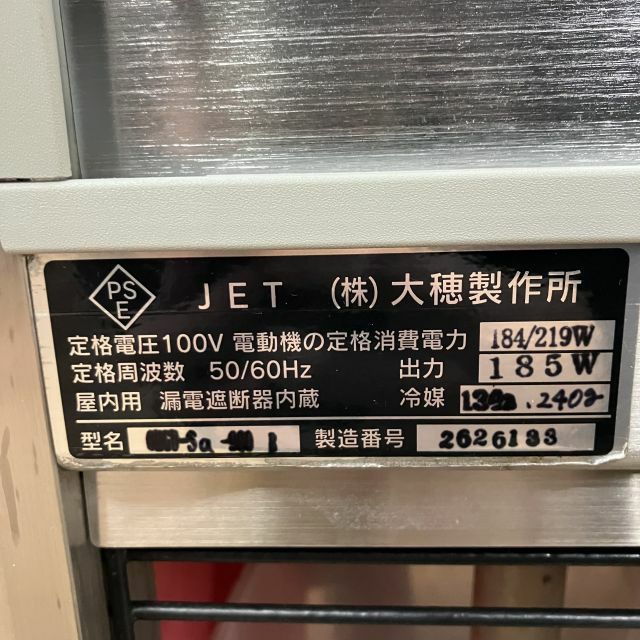 PS E JET (株)大穂製作所
定格電圧100V 電動機の定格消費電力 184/219W
定格周波数 50/60Hz 出力 185W
屋内用 漏電遮断器内蔵 冷媒
型名 製造番号 2626133